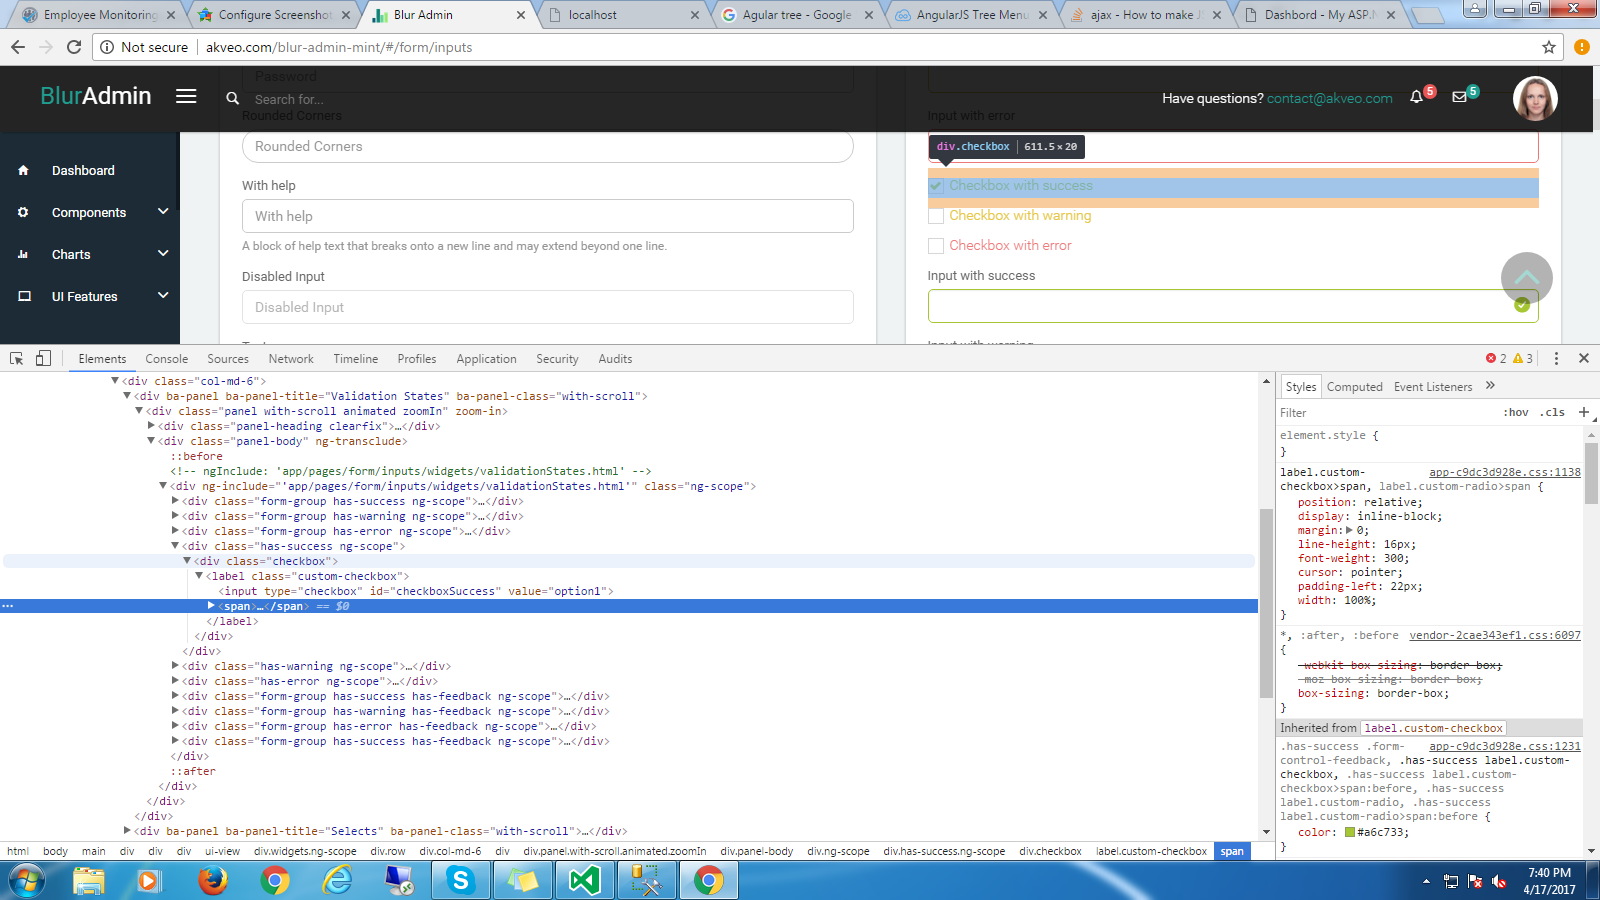 Employee Monitoring
Configure Screenshot
Blur Admin
localhost
Agular tree - Google
AngularJS Tree Menu
ajax - How to make J
Dashbord - My ASP.N
Not secure
akveo.com/blur-admin-mint/#/form/inputs
BlurAdmin
Password
Search for...
Have questions? contact@akveo.com
5
5
Rounded Corners
Input with error
Rounded Corners
div.checkbox 611.5×20
Dashboard
With help
Checkbox with success
Components
With help
Checkbox with warning
A block of help text that breaks onto a new line and may extend beyond one line.
Checkbox with error
Charts
Disabled Input
Input with success
UI Features
Disabled Input
Elements Console Sources Network Timeline Profiles Application Security Audits
2 3
<div class="col-md-6">
<div ba-panel ba-panel-title="Validation States" ba-panel-class="with-scroll">
<div class="panel with-scroll animated zoomIn" zoom-in>
<div class="panel-heading clearfix">…</div>
<div class="panel-body" ng-transclude>
::before
<!-- ngInclude: 'app/pages/form/inputs/widgets/validationStates.html' -->
<div ng-include="'app/pages/form/inputs/widgets/validationStates.html'" class="ng-scope">
<div class="form-group has-success ng-scope">…</div>
<div class="form-group has-warning ng-scope">…</div>
<div class="form-group has-error ng-scope">…</div>
<div class="has-success ng-scope">
<div class="checkbox">
<label class="custom-checkbox">
<input type="checkbox" id="checkboxSuccess" value="option1">
<span>…</span> == $0
</label>
</div>
</div>
<div class="has-warning ng-scope">…</div>
<div class="has-error ng-scope">…</div>
<div class="form-group has-success has-feedback ng-scope">…</div>
<div class="form-group has-warning has-feedback ng-scope">…</div>
<div class="form-group has-error has-feedback ng-scope">…</div>
<div class="form-group has-success has-feedback ng-scope">…</div>
</div>
::after
</div>
</div>
</div>
<div ba-panel ba-panel-title="Selects" ba-panel-class="with-scroll">…</div>
html body main div div div ui-view div.widgets.ng-scope div.row div.col-md-6 div div.panel.with-scroll.animated.zoomIn div.panel-body div.ng-scope div.has-success.ng-scope div.checkbox label.custom-checkbox span
Styles Computed Event Listeners »
Filter :hov .cls +
element.style {
}
label.custom- app-c9dc3d928e.css:1138
checkbox>span, label.custom-radio>span {
position: relative;
display: inline-block;
margin: 0;
line-height: 16px;
font-weight: 300;
cursor: pointer;
padding-left: 22px;
width: 100%;
}
*, :after, :before vendor-2cae343ef1.css:6097
{
-webkit-box-sizing: border-box;
-moz-box-sizing: border-box;
box-sizing: border-box;
}
Inherited from label.custom-checkbox
.has-success .form- app-c9dc3d928e.css:1231
control-feedback, .has-success label.custom-
checkbox, .has-success label.custom-
checkbox>span:before, .has-success
label.custom-radio, .has-success
label.custom-radio>span:before {
color: #a6c733;
}
7:40 PM
4/17/2017